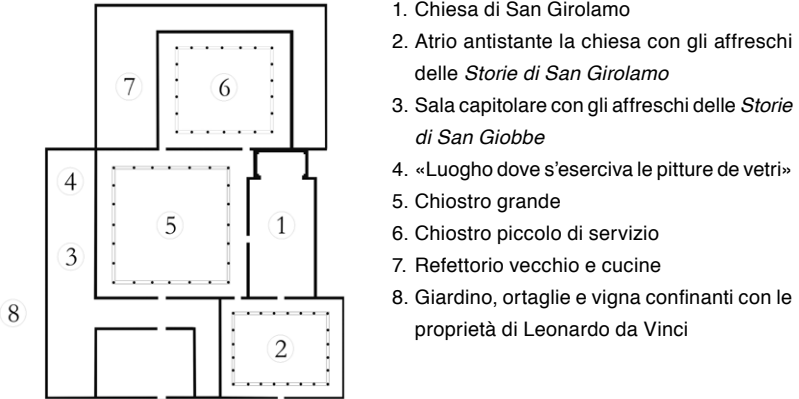 7
6
4
5
1
3
8
2
1. Chiesa di San Girolamo
2. Atrio antistante la chiesa con gli affreschi
delle Storie di San Girolamo
3. Sala capitolare con gli affreschi delle Storie
di San Giobbe
4. «Luogho dove s'eserciva le pitture de vetri»
5. Chiostro grande
6. Chiostro piccolo di servizio
7. Refettorio vecchio e cucine
8. Giardino, ortaglie e vigna confinanti con le
proprietà di Leonardo da Vinci